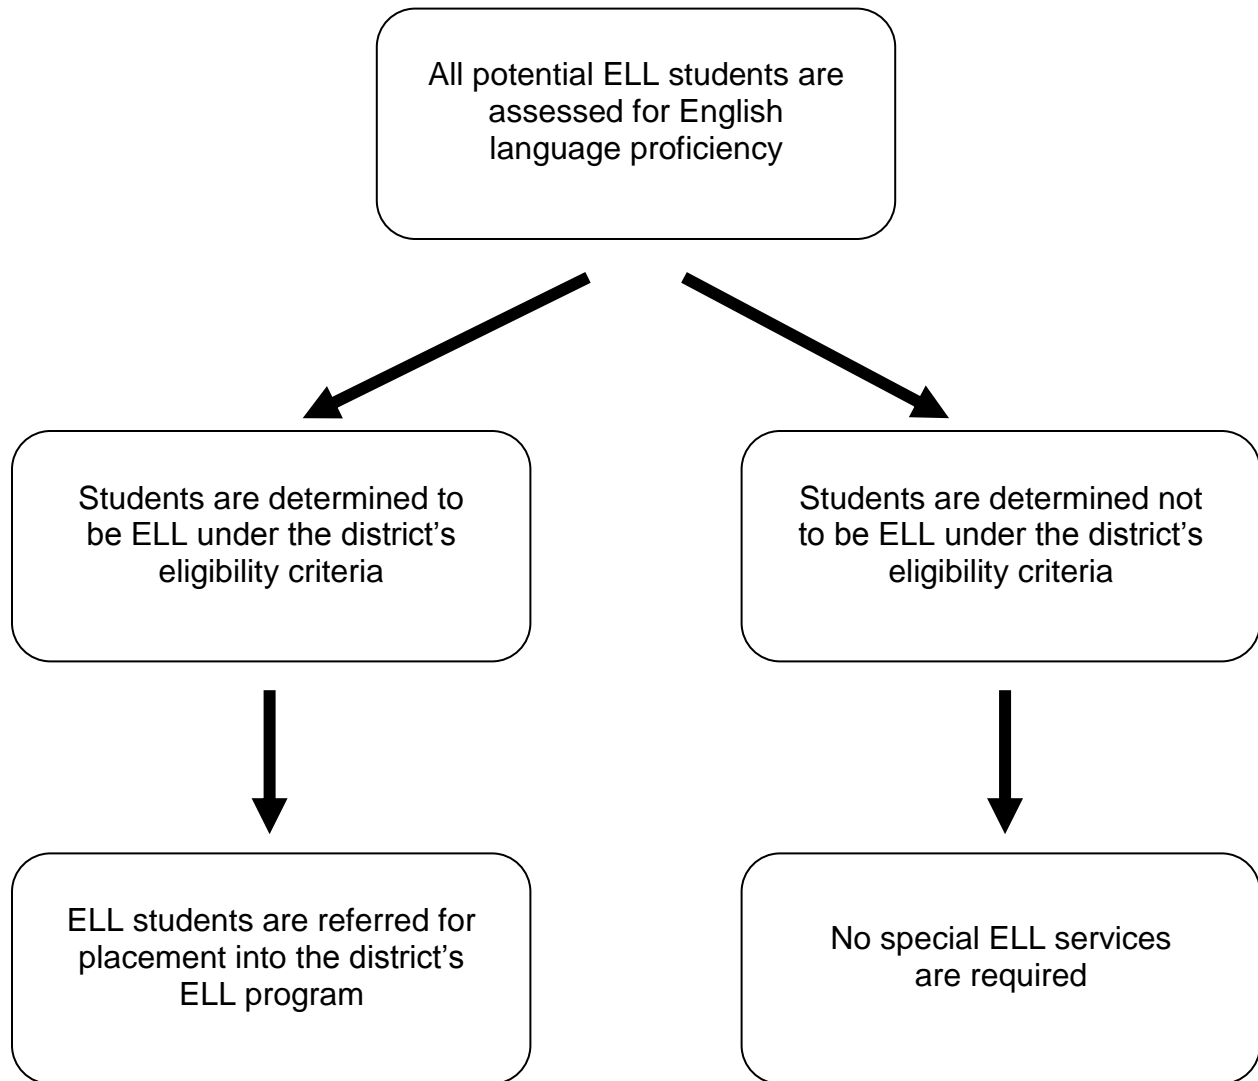 All potential ELL students are
assessed for English
language proficiency
Students are determined to
be ELL under the district’s
eligibility criteria
Students are determined not
to be ELL under the district’s
eligibility criteria
ELL students are referred for
placement into the district’s
ELL program
No special ELL services
are required